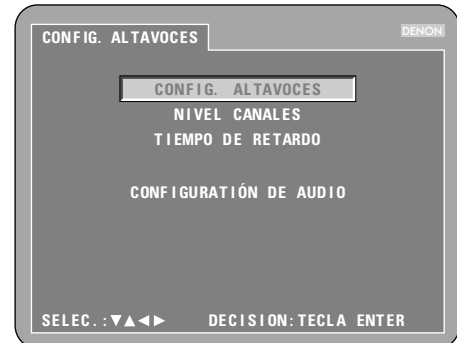 CONFIG. ALTAVOCES
DENON
CONFIG. ALTAVOCES
NIVEL CANALES
TIEMPO DE RETARDO
CONFIGURATIÓN DE AUDIO
SELEC.:▼▲◄► DECISION:TECLA ENTER